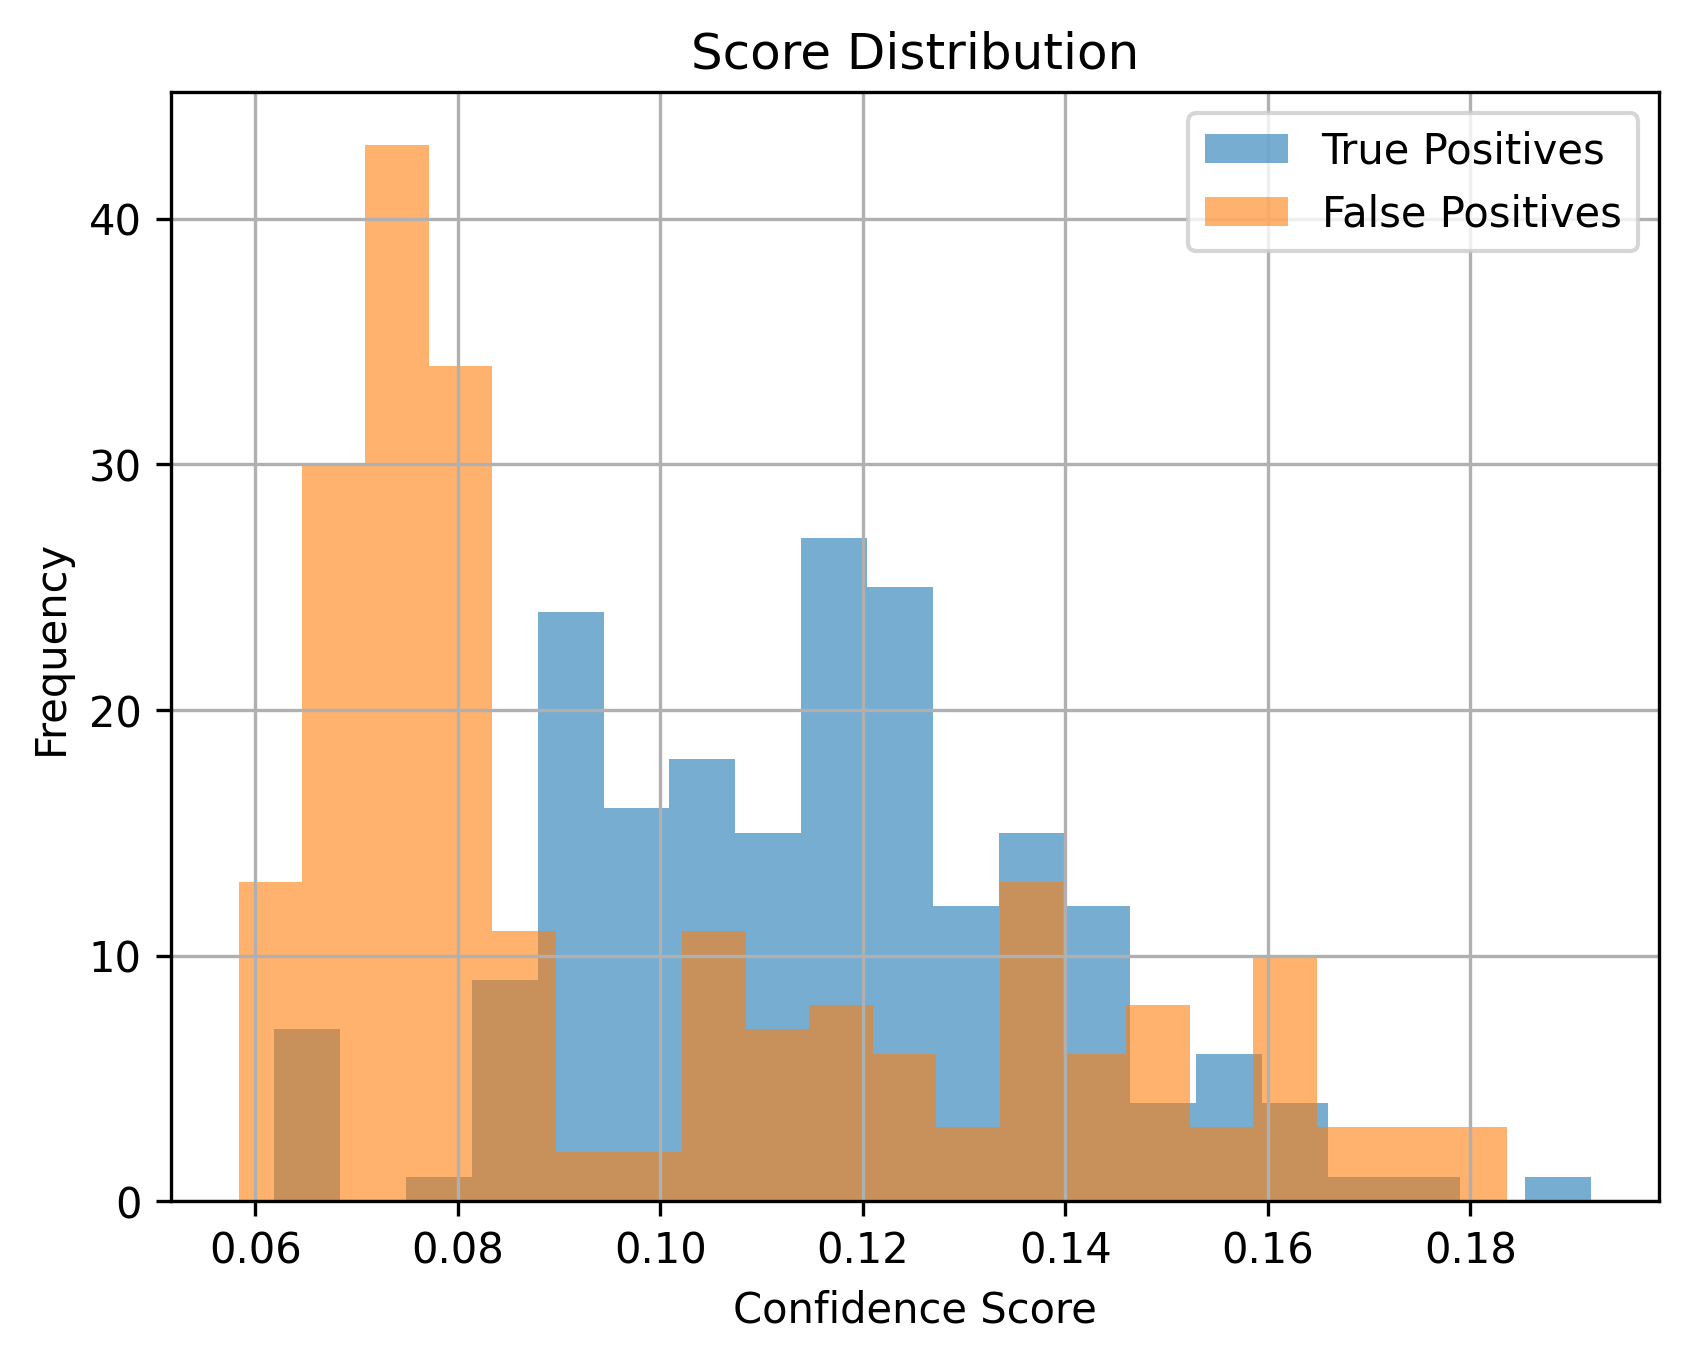 Score Distribution
True Positives
False Positives
40
30
20
10
0
Frequency
0.06 0.08 0.10 0.12 0.14 0.16 0.18
Confidence Score